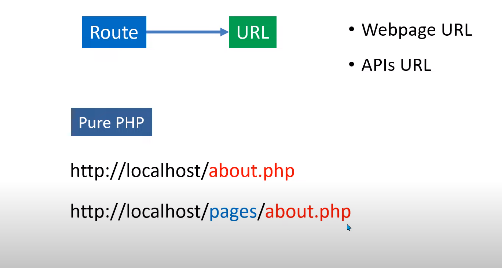 Route
URL
• Webpage URL
• APIs URL
Pure PHP
http://localhost/about.php
http://localhost/pages/about.php